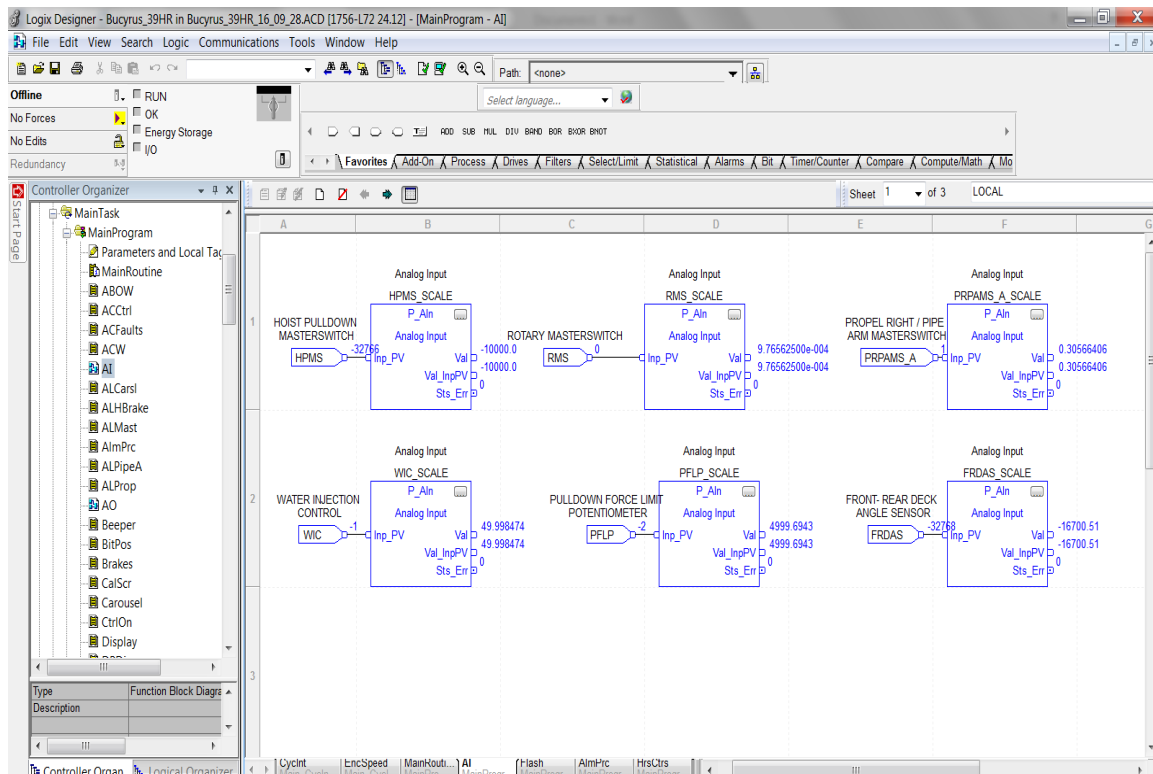 Logix Designer - Bucyrus_39HR in Bucyrus_39HR_16_09_28.ACD [1756-L72 24.12] - [MainProgram - AI]
File Edit View Search Logic Communications Tools Window Help
Path: <none>
Offline
RUN
No Forces
OK
No Edits
Energy Storage
Redundancy
I/O
Select language...
ADD SUB MUL DIV BAND BOR BXOR BNOT
Favorites Add-On Process Drives Filters Select/Limit Statistical Alarms Bit Timer/Counter Compare Compute/Math Mo
Start Page
Controller Organizer
MainTask
MainProgram
Parameters and Local Tag
MainRoutine
ABOW
ACCtrl
ACFaults
ACW
AI
ALCarsl
ALHBrake
ALMast
AlmPrc
ALPipeA
ALProp
AO
Beeper
BitPos
Brakes
CalScr
Carousel
CtrlOn
Display
Type Function Block Diagra
Description
Controller Organ Logical Organizer
Sheet 1 of 3 LOCAL
A B C D E F G
1
Analog Input
HPMS_SCALE
P_AIn
Analog Input
HOIST PULLDOWN
MASTERSWITCH
HPMS
-32766
Inp_PV
Val
-10000.0
Val_InpPV
-10000.0
Sts_Err
0
Analog Input
RMS_SCALE
P_AIn
Analog Input
ROTARY MASTERSWITCH
RMS
0
Inp_PV
Val
9.76562500e-004
Val_InpPV
9.76562500e-004
Sts_Err
0
Analog Input
PRPAMS_A_SCALE
P_AIn
Analog Input
PROPEL RIGHT / PIPE
ARM MASTERSWITCH
PRPAMS_A
1
Inp_PV
Val
0.30566406
Val_InpPV
0.30566406
Sts_Err
0
2
Analog Input
WIC_SCALE
P_AIn
Analog Input
WATER INJECTION
CONTROL
WIC
-1
Inp_PV
Val
49.998474
Val_InpPV
49.998474
Sts_Err
0
Analog Input
PFLP_SCALE
P_AIn
Analog Input
PULLDOWN FORCE LIMIT
POTENTIOMETER
PFLP
-2
Inp_PV
Val
4999.6943
Val_InpPV
4999.6943
Sts_Err
0
Analog Input
FRDAS_SCALE
P_AIn
Analog Input
FRONT- REAR DECK
ANGLE SENSOR
FRDAS
-32768
Inp_PV
Val
-16700.51
Val_InpPV
-16700.51
Sts_Err
0
3
CycInt EncSpeed MainRouti... AI Flash AlmPrc HrsCtrs